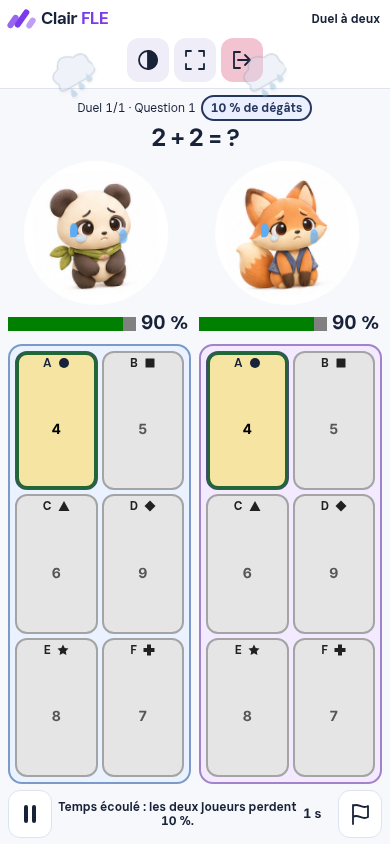 Clair FLE
Duel à deux
Duel 1/1 · Question 1 10 % de dégâts
2 + 2 = ?
90 % 90 %
A B A B
4 5 4 5
C D C D
6 9 6 9
E F E F
8 7 8 7
Temps écoulé : les deux joueurs perdent
10 %.
1 s